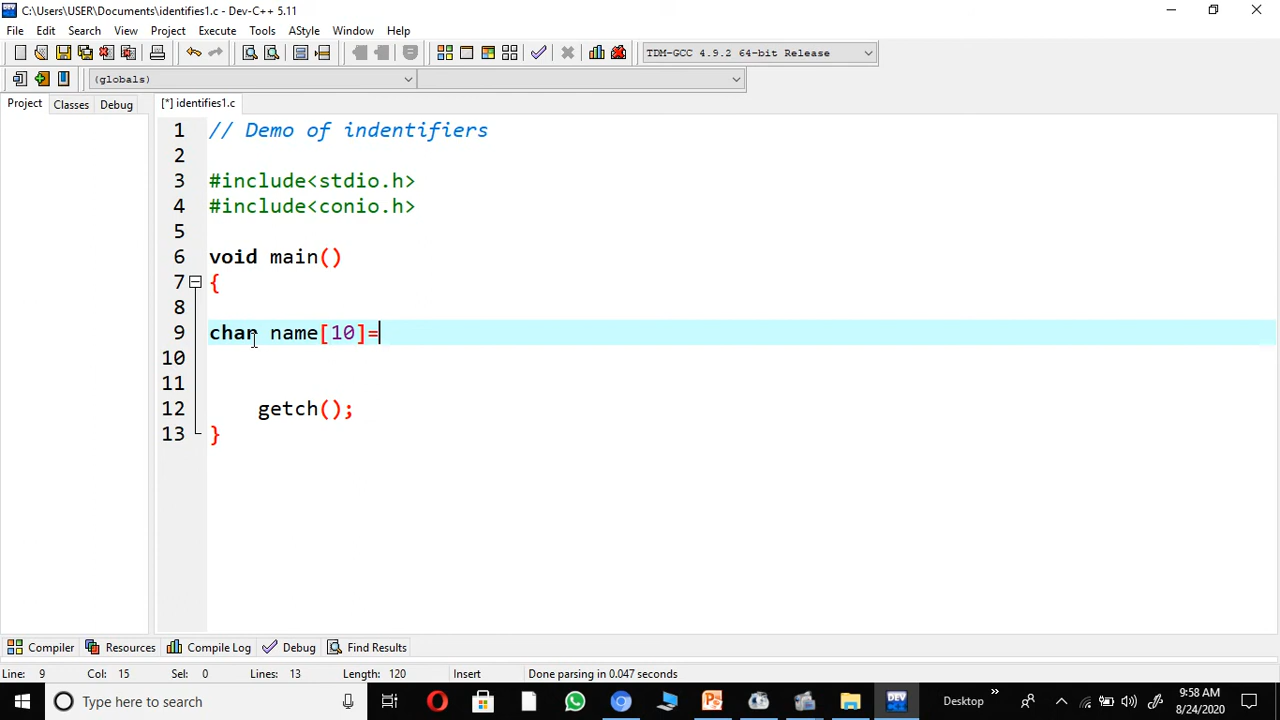 C:\Users\USER\Documents\identifies1.c - Dev-C++ 5.11
File Edit Search View Project Execute Tools AStyle Window Help
TDM-GCC 4.9.2 64-bit Release
(globals)
Project Classes Debug [*] identifies1.c
1 // Demo of indentifiers
2
3 #include<stdio.h>
4 #include<conio.h>
5
6 void main()
7 {
8
9 char name[10]=
10
11
12 getch();
13 }
Compiler Resources Compile Log Debug Find Results
Line: 9 Col: 15 Sel: 0 Lines: 13 Length: 120 Insert Done parsing in 0.047 seconds
Type here to search DEV Desktop » 9:58 AM
8/24/2020